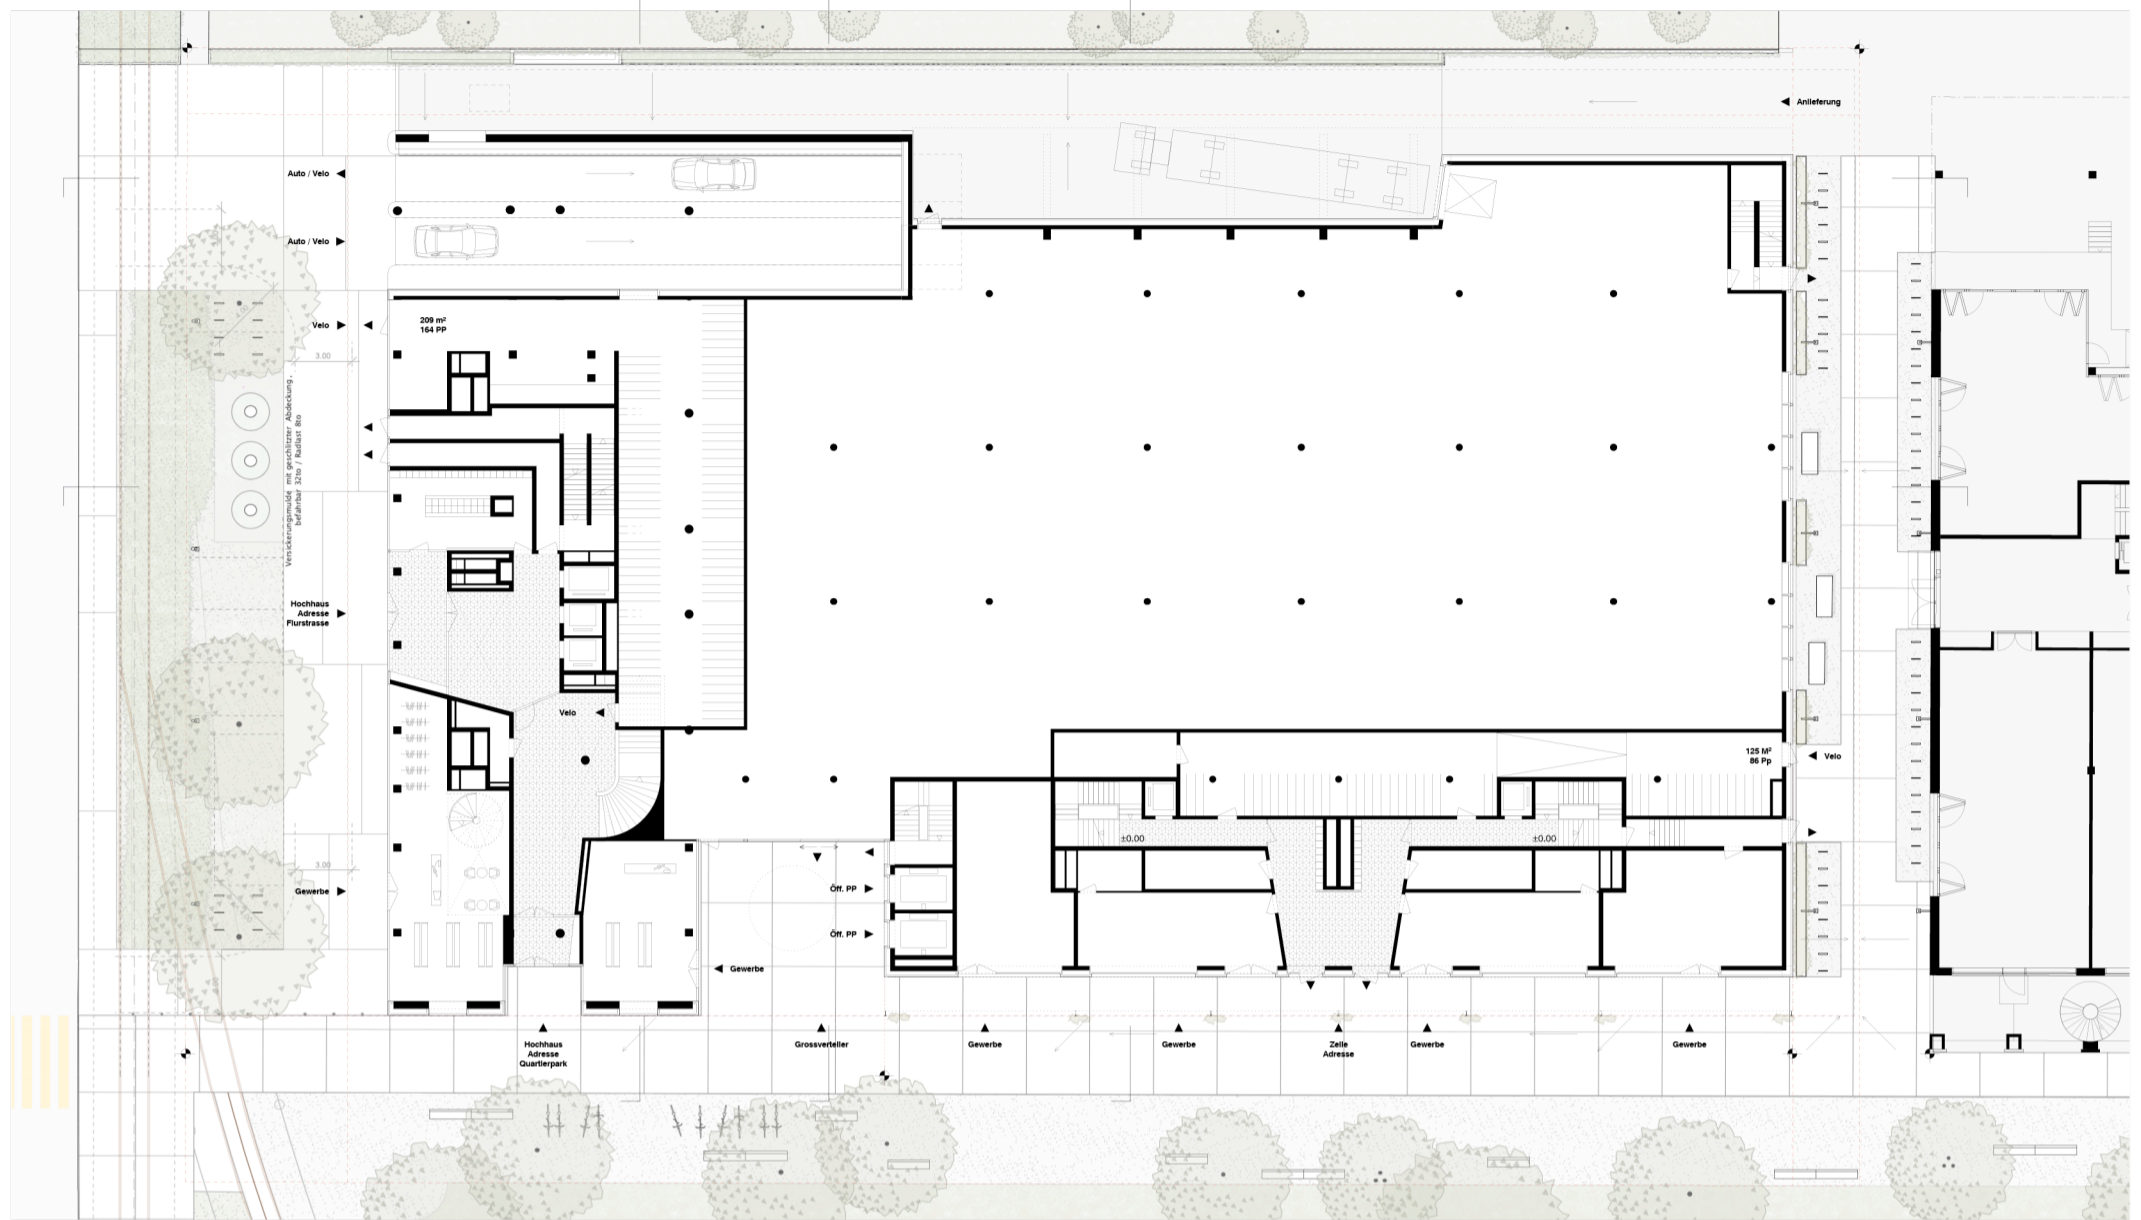 Anlieferung
Auto / Velo
Auto / Velo
Velo
209 m²
164 PP
3.00
Versickerungsmulde mit geschlitzter Abdeckung,
befahrbar 32to / Radlast 8to
Hochhaus
Adresse
Flurstrasse
Velo
125 M²
86 Pp
Velo
±0.00
±0.00
3.00
Gewerbe
Öff. PP
Öff. PP
Gewerbe
Hochhaus
Adresse
Quartierpark
Grossverteiler
Gewerbe
Gewerbe
Zeile
Adresse
Gewerbe
Gewerbe